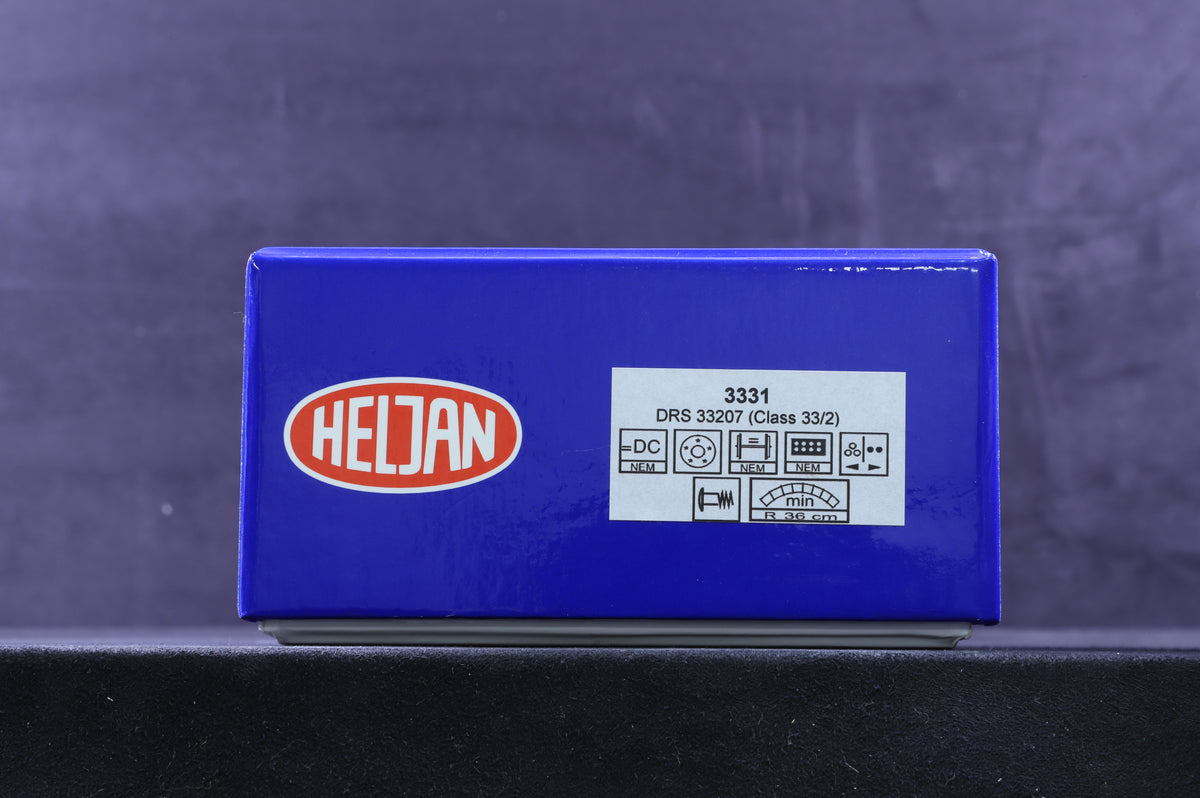 HELJAN
3331
DRS 33207 (Class 33/2)
=DC
NEM
NEM
NEM
min
R 36 cm